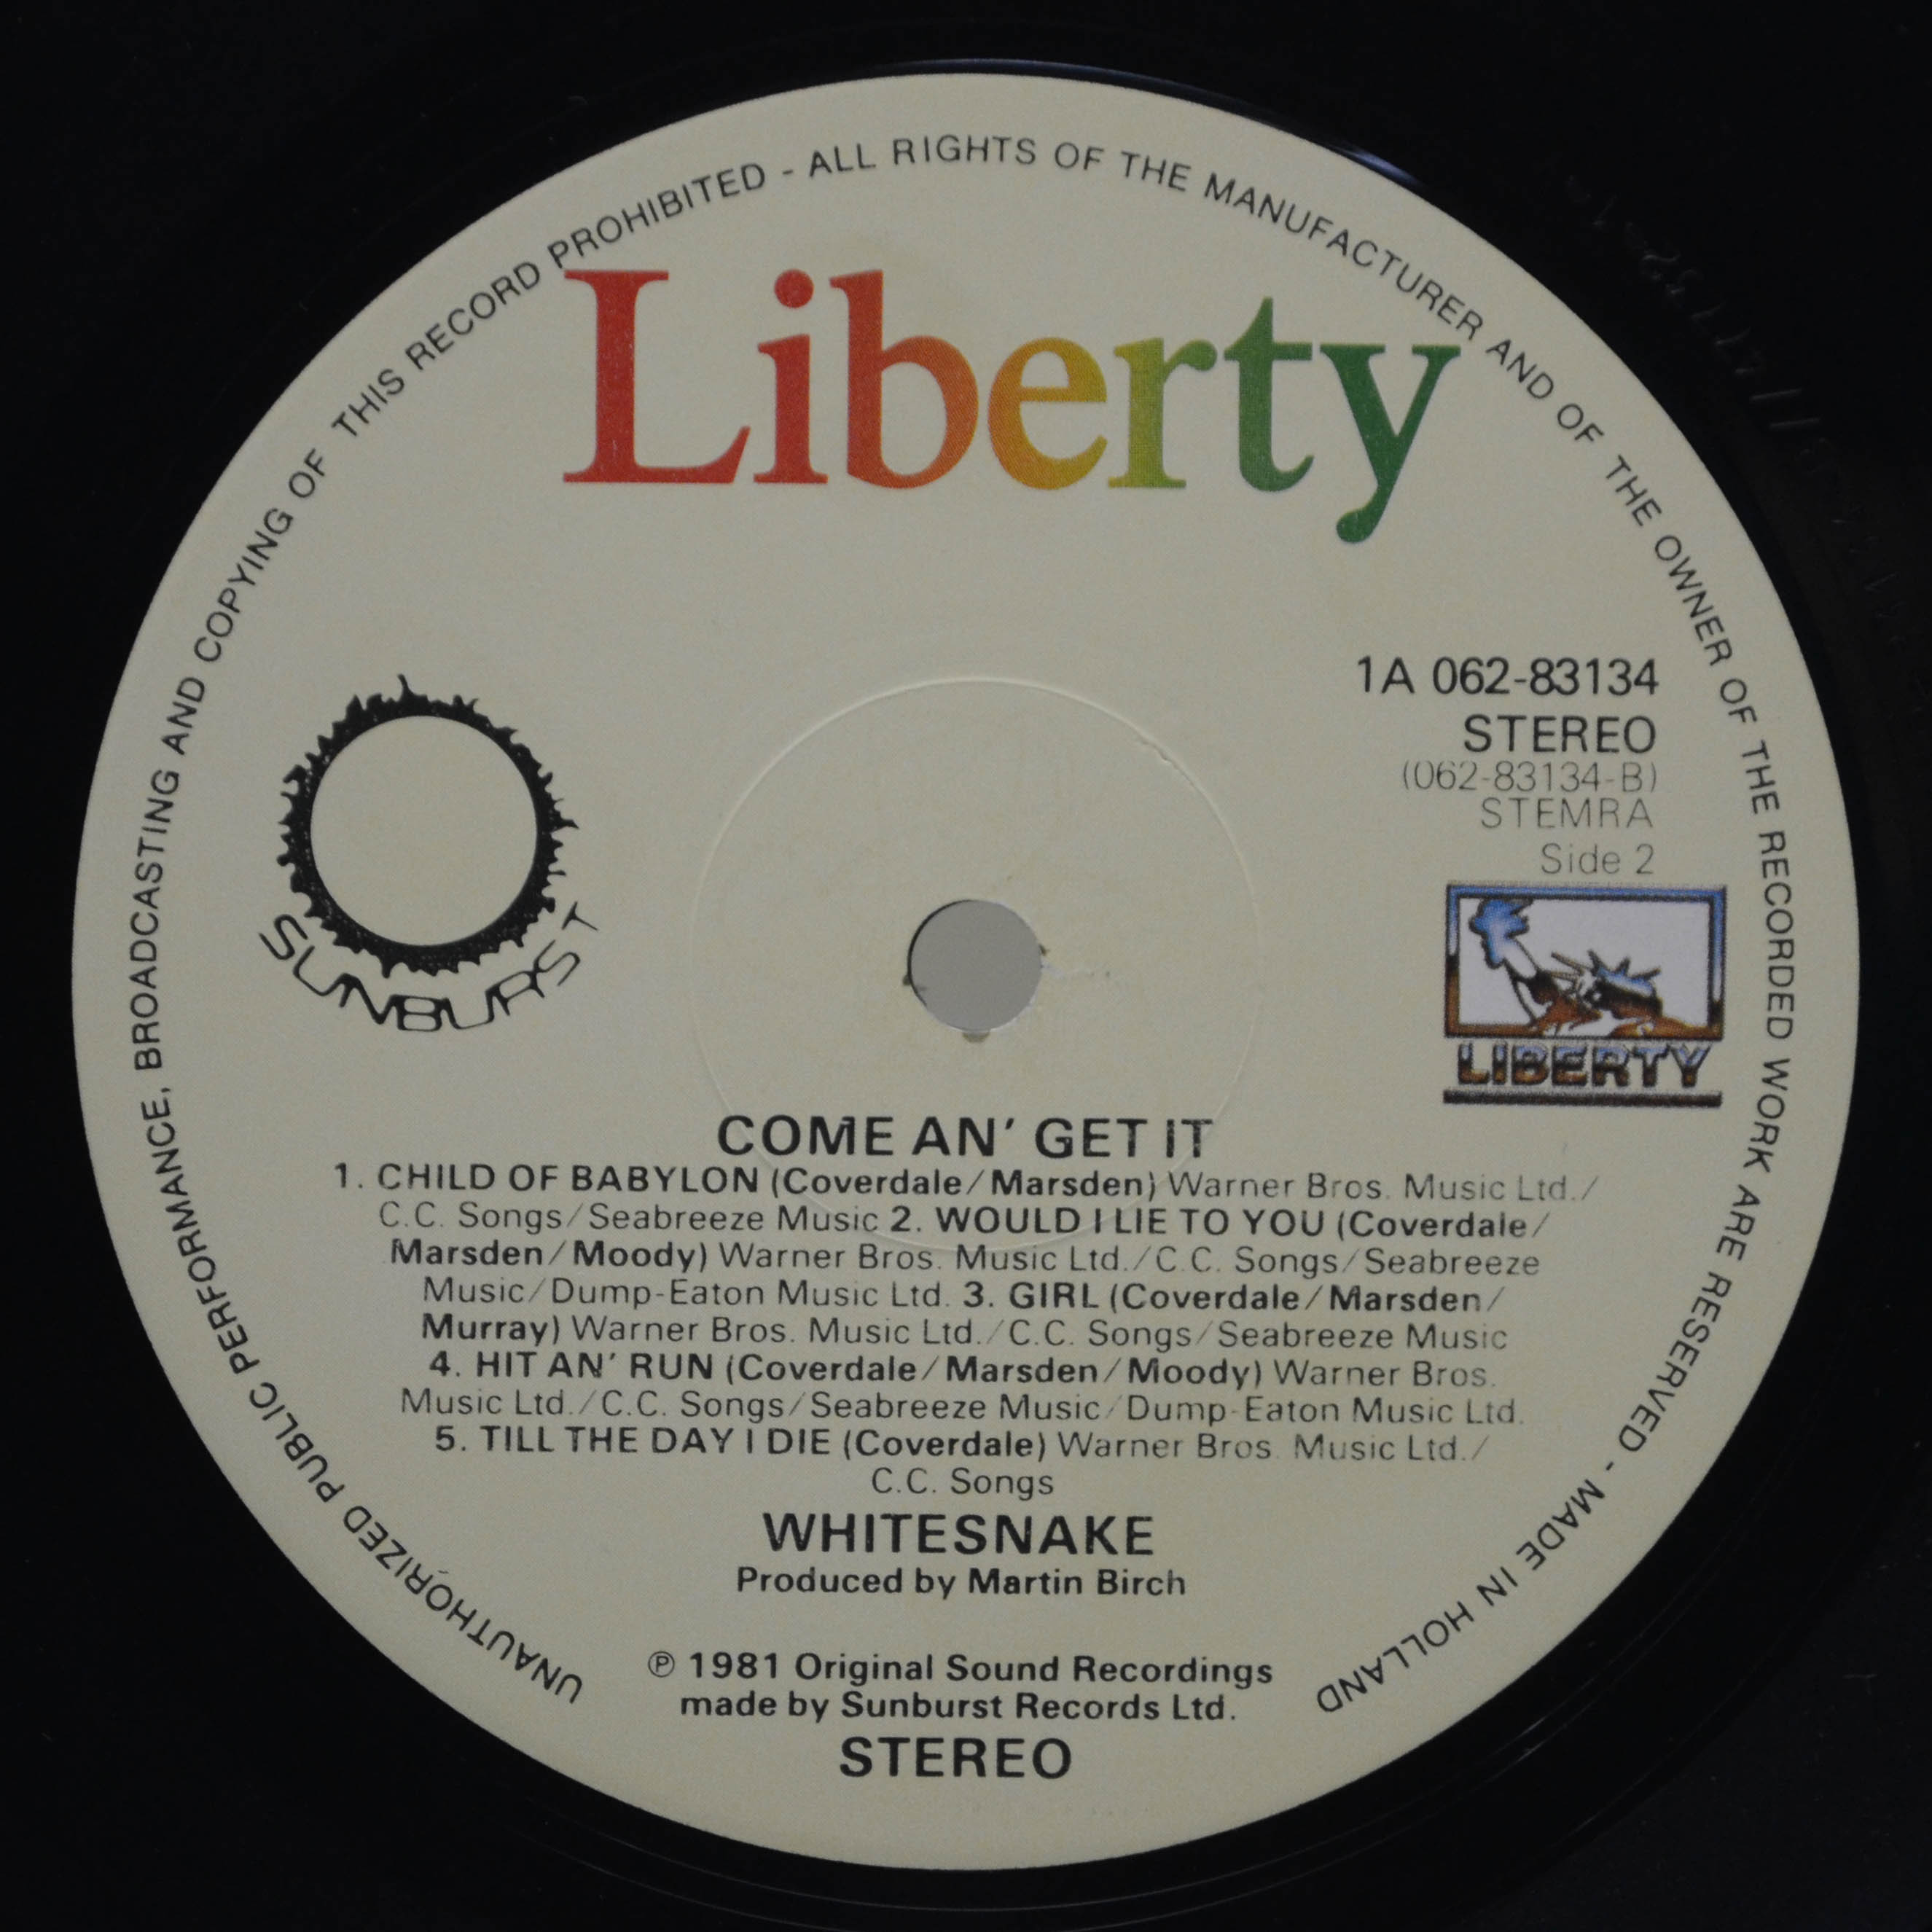 UNAUTHORIZED PUBLIC PERFORMANCE, BROADCASTING AND COPYING OF THIS RECORD PROHIBITED - ALL RIGHTS OF THE MANUFACTURER AND OF THE OWNER OF THE RECORDED WORK ARE RESERVED - MADE IN HOLLAND
Liberty
SUNBURST
1A 062-83134
STEREO
(062-83134-B)
STEMRA
Side 2
LIBERTY
COME AN' GET IT
1. CHILD OF BABYLON (Coverdale/Marsden) Warner Bros. Music Ltd./
C.C. Songs/Seabreeze Music 2. WOULD I LIE TO YOU (Coverdale/
Marsden/Moody) Warner Bros. Music Ltd./C.C. Songs/Seabreeze
Music/Dump-Eaton Music Ltd. 3. GIRL (Coverdale/Marsden/
Murray) Warner Bros. Music Ltd./C.C. Songs/Seabreeze Music
4. HIT AN' RUN (Coverdale/Marsden/Moody) Warner Bros.
Music Ltd./C.C. Songs/Seabreeze Music/Dump-Eaton Music Ltd.
5. TILL THE DAY I DIE (Coverdale) Warner Bros. Music Ltd./
C.C. Songs
WHITESNAKE
Produced by Martin Birch
℗ 1981 Original Sound Recordings
made by Sunburst Records Ltd.
STEREO